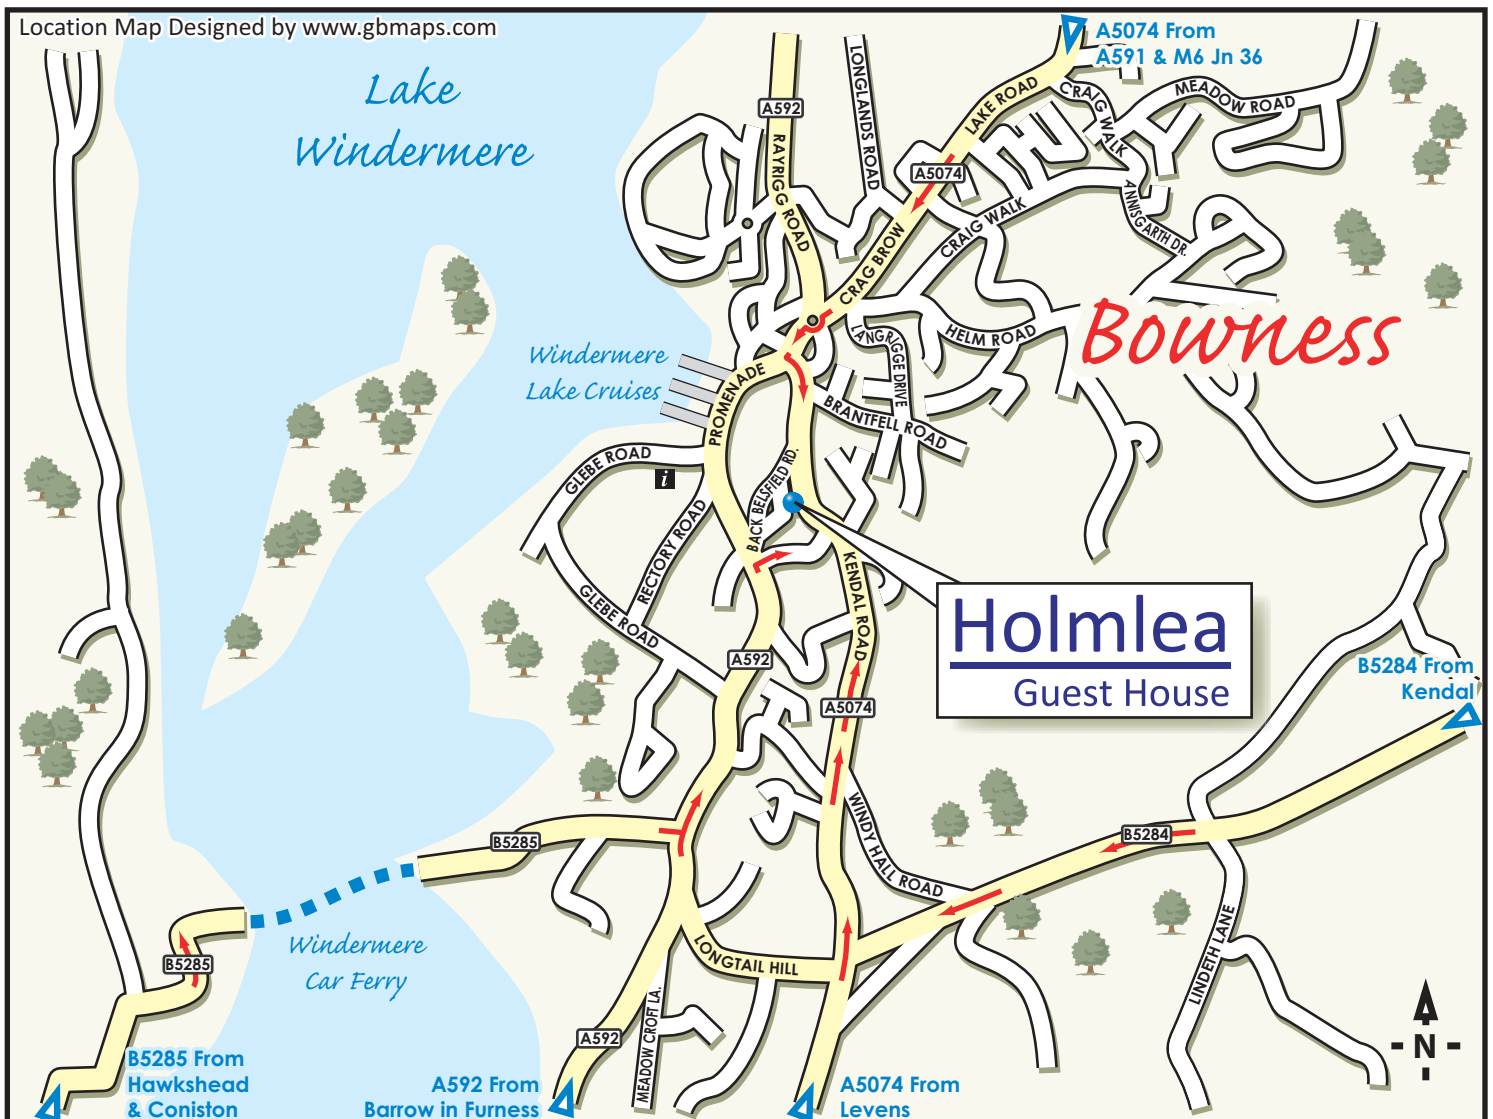 Location Map Designed by www.gbmaps.com
A5074 From
A591 & M6 Jn 36
Lake
Windermere
A592
LONGLANDS ROAD
LAKE ROAD
CRAIG WALK
MEADOW ROAD
RAYRIGG ROAD
A5074
CRAIG WALK
ANNISGARTH DR.
CRAG BROW
Bowness
Windermere
Lake Cruises
PROMENADE
LANGRIGGE DRIVE
HELM ROAD
BRANTFELL ROAD
GLEBE ROAD
i
BACK BELSFIELD RD.
RECTORY ROAD
GLEBE ROAD
KENDAL ROAD
Holmlea
Guest House
A592
A5074
B5284 From
Kendal
B5285
WINDY HALL ROAD
B5284
LONGTAIL HILL
LINDETH LANE
Windermere
Car Ferry
B5285
MEADOW CROFT LA.
A592
N
B5285 From
Hawkshead
& Coniston
A592 From
Barrow in Furness
A5074 From
Levens